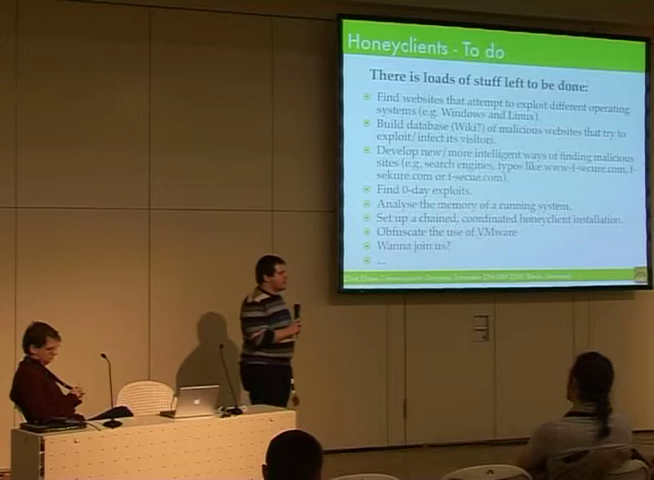 Honeyclients - To do
There is loads of stuff left to be done:
Find websites that attempt to exploit different operating
systems (e.g. Windows and Linux).
Build database (Wiki?) of malicious websites that try to
exploit/infect its visitors.
Develop new/more intelligent ways of finding malicious
sites (e.g. search engines, typos like www-f-secure.com, f-
sekure.com or f-secue.com).
Find 0-day exploits.
Analyse the memory of a running system.
Set up a chained, coordinated honeyclient installation.
Obfuscate the use of VMware
Wanna join us?
...